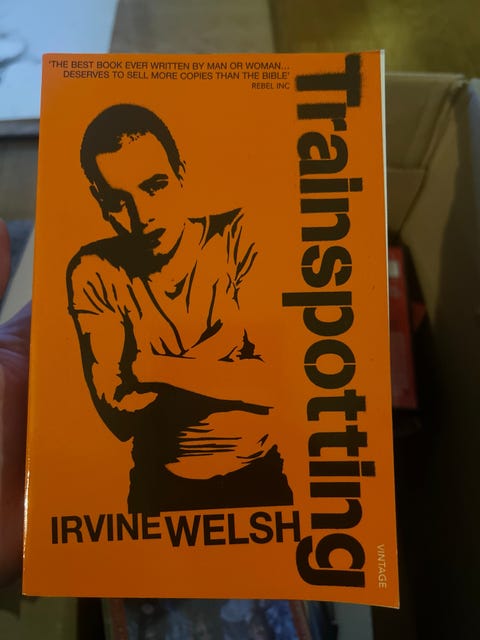 'THE BEST BOOK EVER WRITTEN BY MAN OR WOMAN...
DESERVES TO SELL MORE COPIES THAN THE BIBLE'
REBEL INC
Trainspotting
IRVINE WELSH
VINTAGE